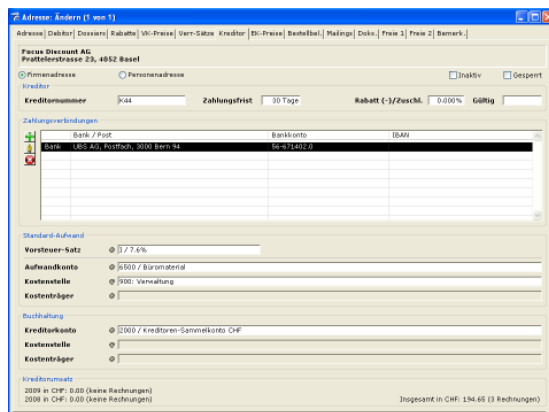 Adresse: Ändern (1 von 1)
Adresse Debitor Dossiers Rabatte VK-Preise Verr-Sätze Kreditor EK-Preise Bestellbel. Mailings Doks. Freie 1 Freie 2 Bemerk.
Focus Discount AG
Prattelerstrasse 23, 4052 Basel
Firmenadresse Personenadresse Inaktiv Gesperrt
Kreditor
Kreditornummer K44 Zahlungsfrist 30 Tage Rabatt (-)/Zuschl. 0.000% Gültig
Zahlungsverbindungen
Bank / Post Bankkonto IBAN
Bank UBS AG, Postfach, 3000 Bern 94 56-671402.0
Standard-Aufwand
Vorsteuer-Satz @ 1 / 7.6%
Aufwandkonto @ 6500 / Büromaterial
Kostenstelle @ 900: Verwaltung
Kostenträger @
Buchhaltung
Kreditorkonto @ 2000 / Kreditoren-Sammelkonto CHF
Kostenstelle @
Kostenträger @
Kreditorumsatz
2009 in CHF: 0.00 (keine Rechnungen)
2008 in CHF: 0.00 (keine Rechnungen) Insgesamt in CHF: 194.65 (3 Rechnungen)